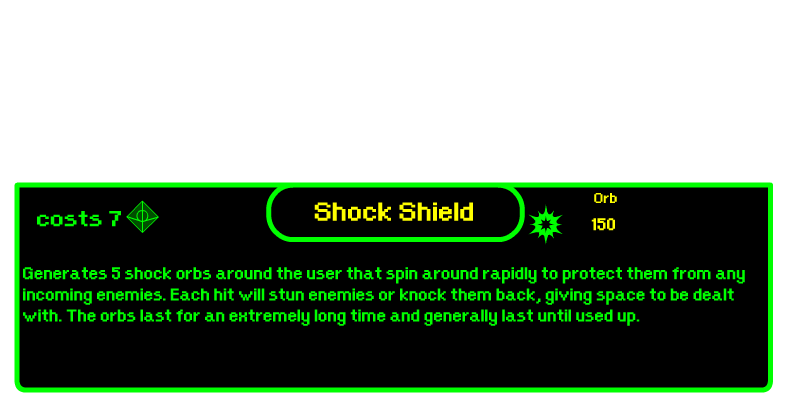 Orb
costs 7
Shock Shield
150
Generates 5 shock orbs around the user that spin around rapidly to protect them from any
incoming enemies. Each hit will stun enemies or knock them back, giving space to be dealt
with. The orbs last for an extremely long time and generally last until used up.